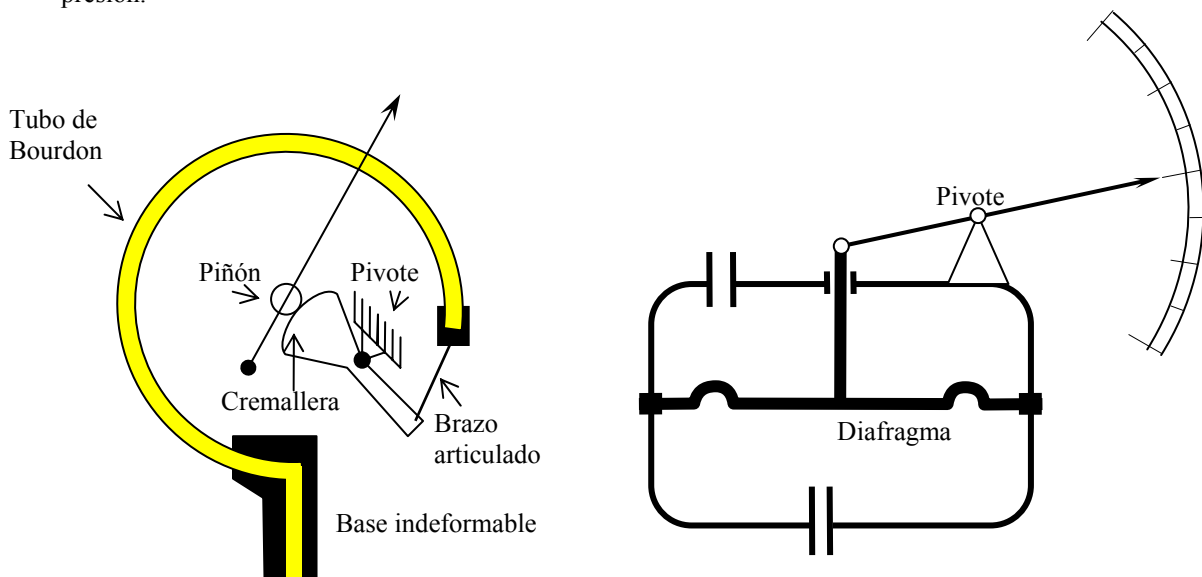 presión.
Tubo de
Bourdon
Piñón
Pivote
Cremallera
Brazo
articulado
Base indeformable
Pivote
Diafragma